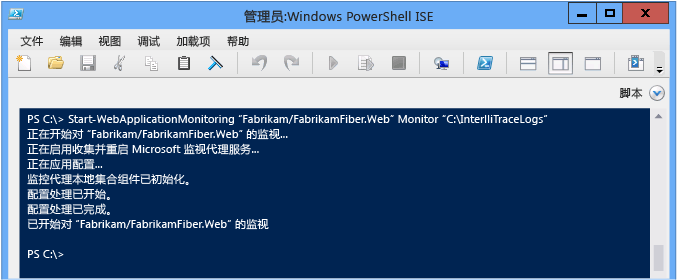 管理员:Windows PowerShell ISE
文件 编辑 视图 调试 加载项 帮助
脚本
PS C:\> Start-WebApplicationMonitoring “Fabrikam/FabrikamFiber.Web” Monitor “C:\InterlliTraceLogs”
正在开始对 “Fabrikam/FabrikamFiber.Web” 的监视...
正在启用收集并重启 Microsoft 监视代理服务...
正在应用配置...
监控代理本地集合组件已初始化。
配置处理已开始。
配置处理已完成。
已开始对 “Fabrikam/FabrikamFiber.Web” 的监视
PS C:\>